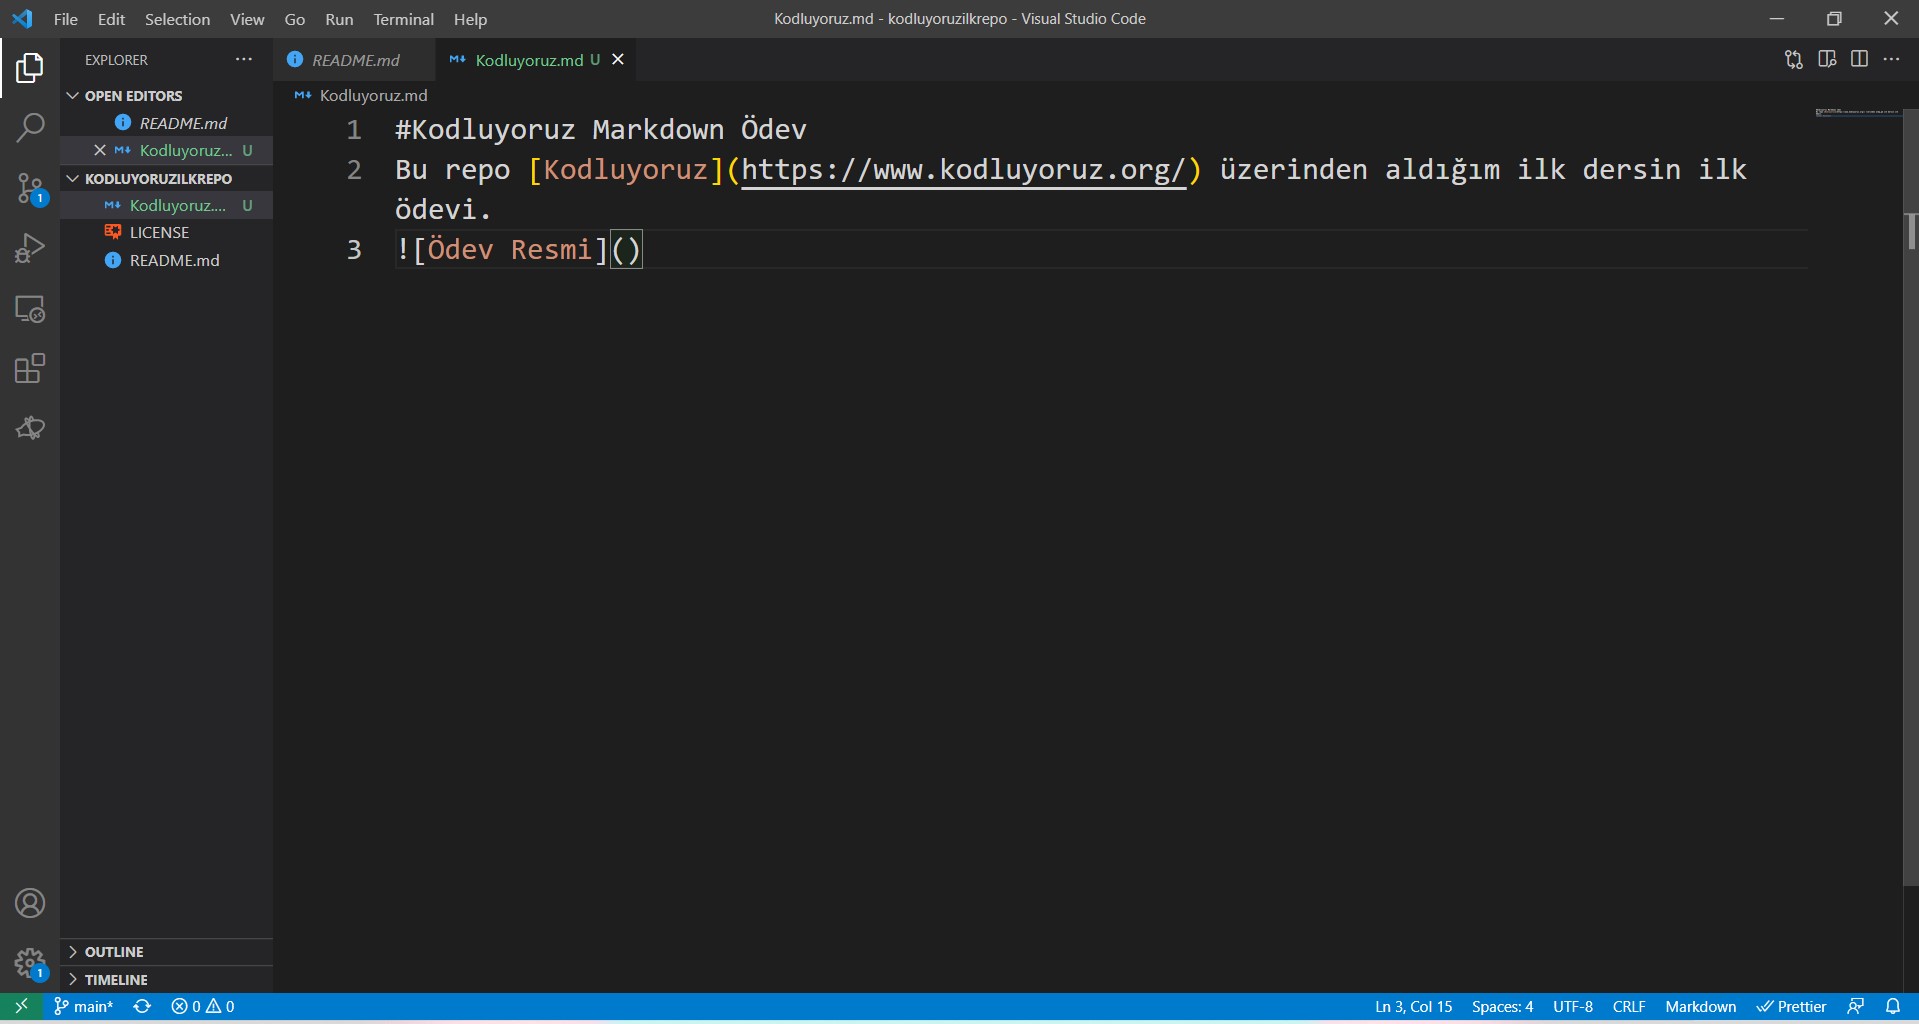 File Edit Selection View Go Run Terminal Help
Kodluyoruz.md - kodluyoruzilkrepo - Visual Studio Code
EXPLORER
OPEN EDITORS
README.md
Kodluyoruz... U
KODLUYORUZILKREPO
Kodluyoruz.... U
LICENSE
README.md
OUTLINE
TIMELINE
README.md
Kodluyoruz.md U
Kodluyoruz.md
1 #Kodluyoruz Markdown Ödev
2 Bu repo [Kodluyoruz](https://www.kodluyoruz.org/) üzerinden aldığım ilk dersin ilk
ödevi.
3 ![Ödev Resmi]()
1
1
main* 0 0
Ln 3, Col 15 Spaces: 4 UTF-8 CRLF Markdown Prettier